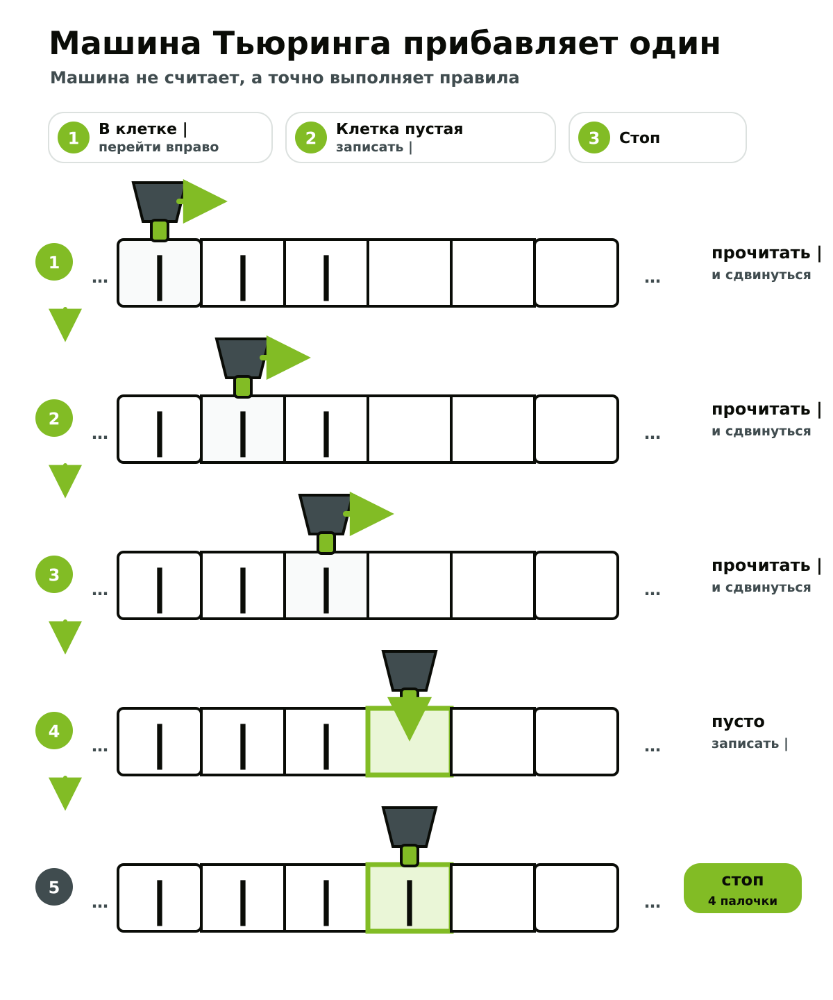 Машина Тьюринга прибавляет один
Машина не считает, а точно выполняет правила
1 В клетке |
перейти вправо
2 Клетка пустая
записать |
3 Стоп
1 ... | | | ... прочитать |
и сдвинуться
2 ... | | | ... прочитать |
и сдвинуться
3 ... | | | ... прочитать |
и сдвинуться
4 ... | | | ... пусто
записать |
5 ... | | | | ... стоп
4 палочки